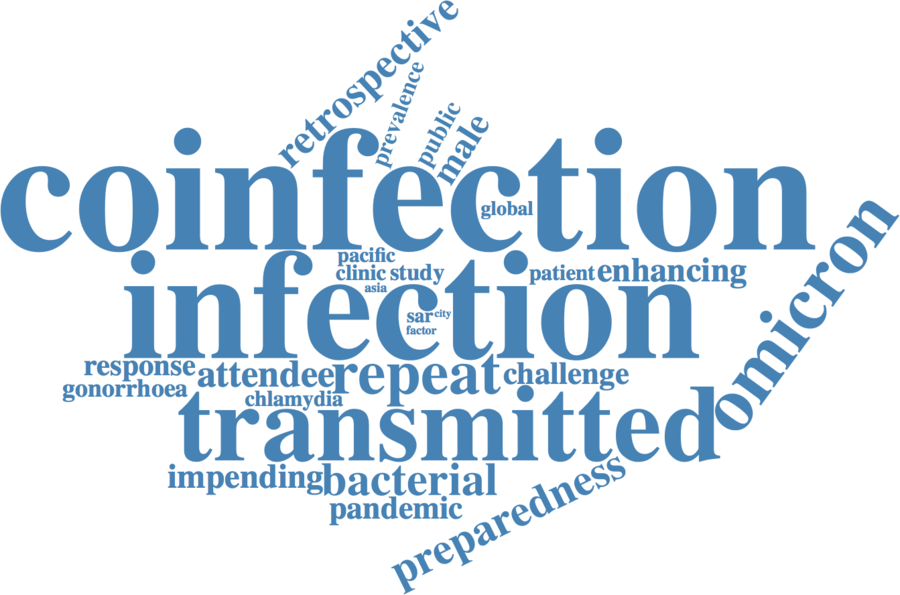 retrospective
prevalence
public
male
coinfection
global
pacific
clinic study
patient enhancing
asia
infection
sar city
factor
omicron
response
attendee repeat challenge
gonorrhoea
chlamydia
transmitted
impending bacterial
pandemic
preparedness